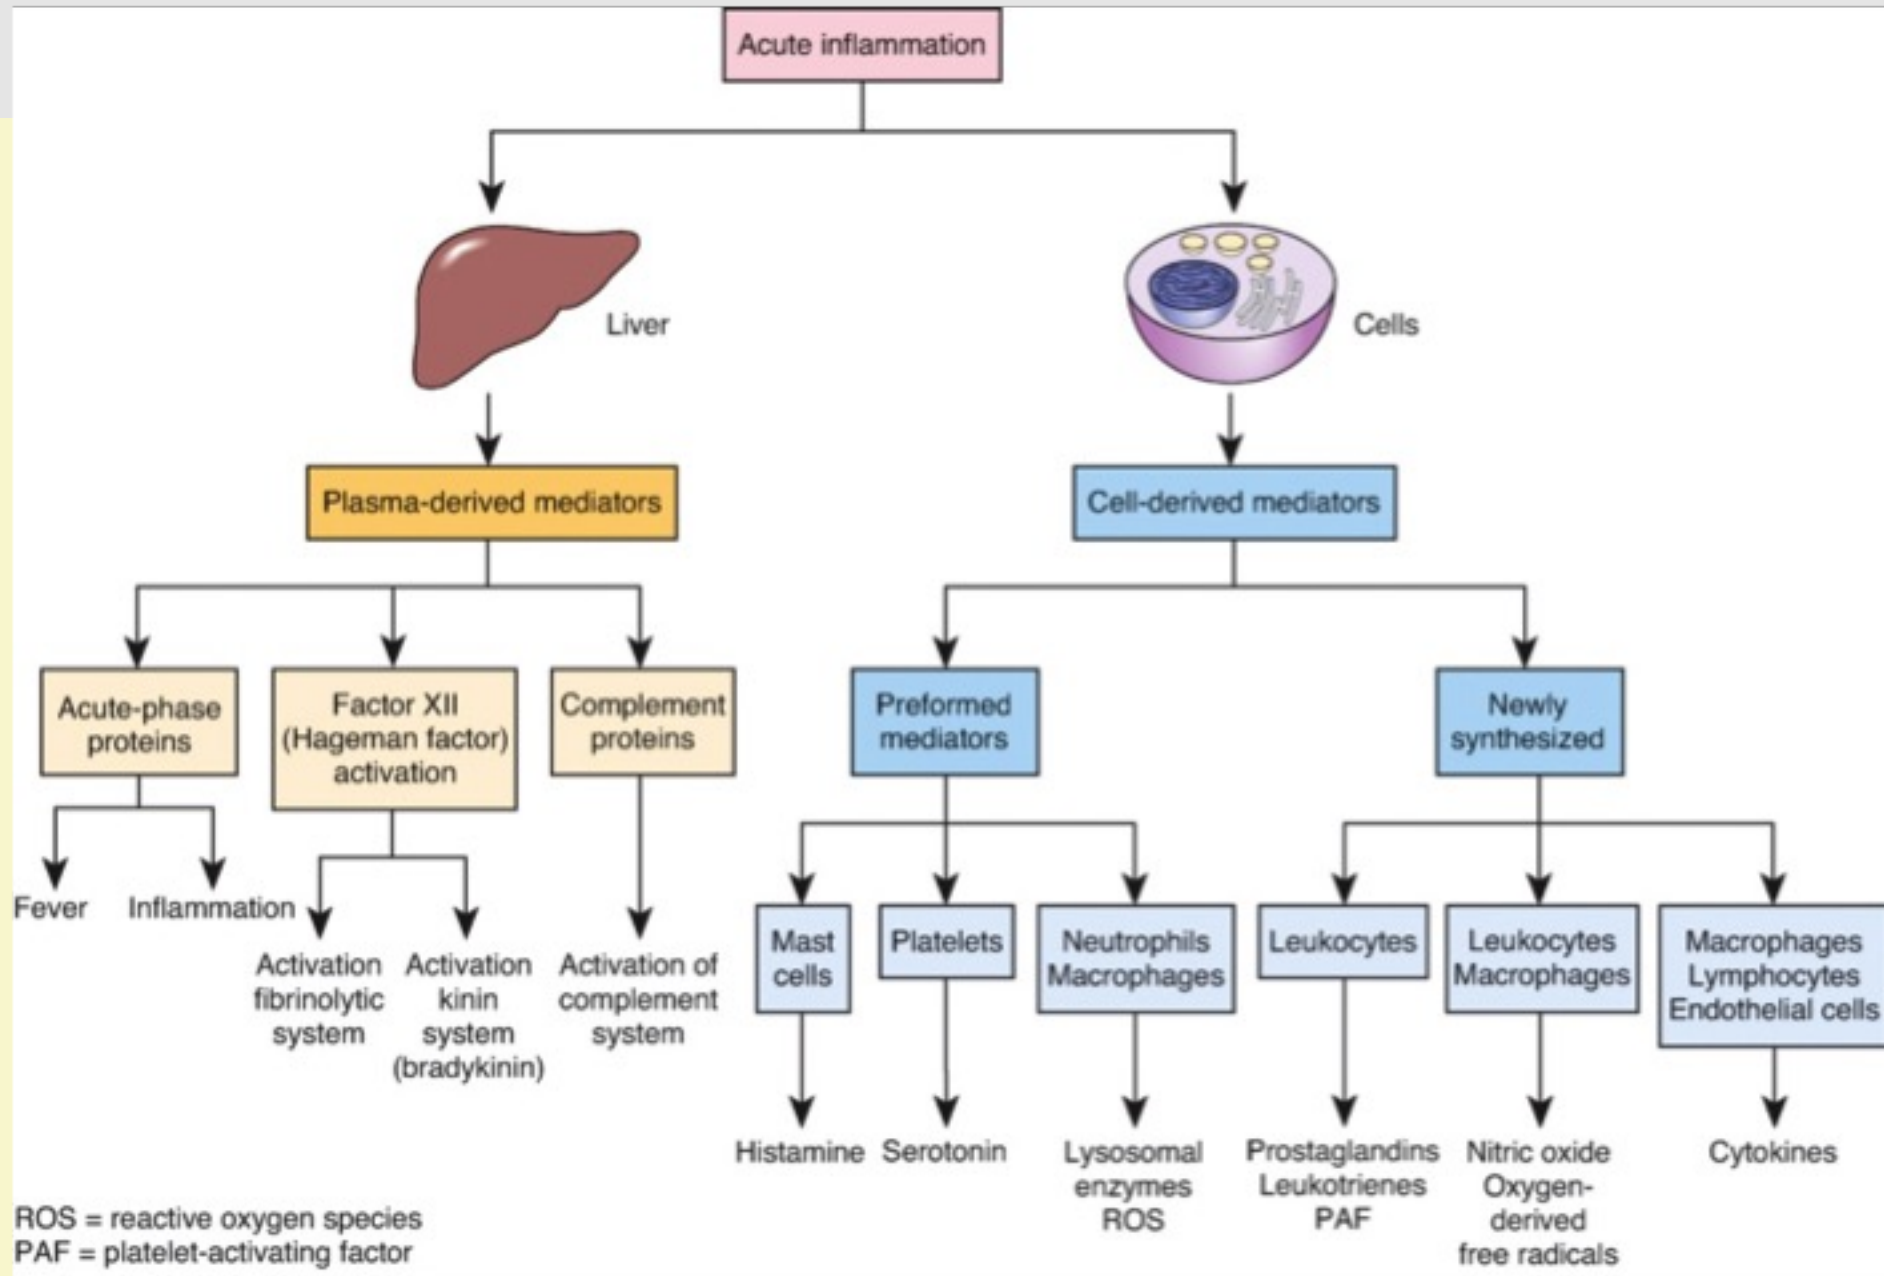 Acute inflammation
Liver
Cells
Plasma-derived mediators
Cell-derived mediators
Acute-phase
proteins
Factor XII
(Hageman factor)
activation
Complement
proteins
Preformed
mediators
Newly
synthesized
Fever
Inflammation
Activation
fibrinolytic
system
Activation
kinin
system
(bradykinin)
Activation of
complement
system
Mast
cells
Platelets
Neutrophils
Macrophages
Leukocytes
Leukocytes
Macrophages
Macrophages
Lymphocytes
Endothelial cells
Histamine
Serotonin
Lysosomal
enzymes
ROS
Prostaglandins
Leukotrienes
PAF
Nitric oxide
Oxygen-
derived
free radicals
Cytokines
ROS = reactive oxygen species
PAF = platelet-activating factor